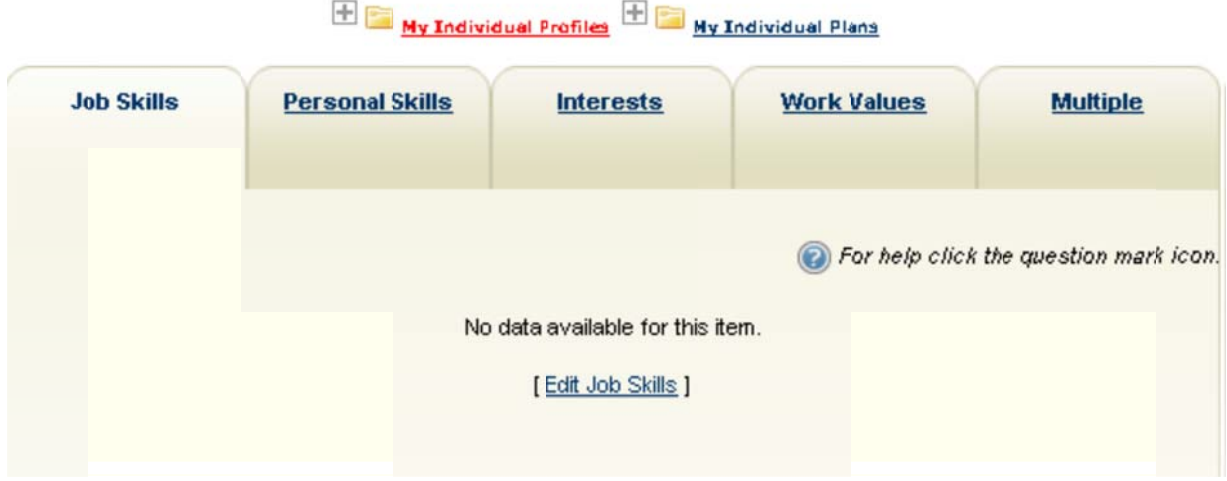 My Individual Profiles My Individual Plans
Job Skills Personal Skills Interests Work Values Multiple
For help click the question mark icon.
No data available for this item.
[ Edit Job Skills ]